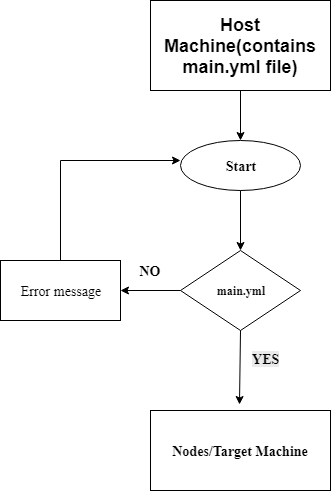 Host
Machine(contains
main.yml file)
Start
NO
Error message
main.yml
YES
Nodes/Target Machine